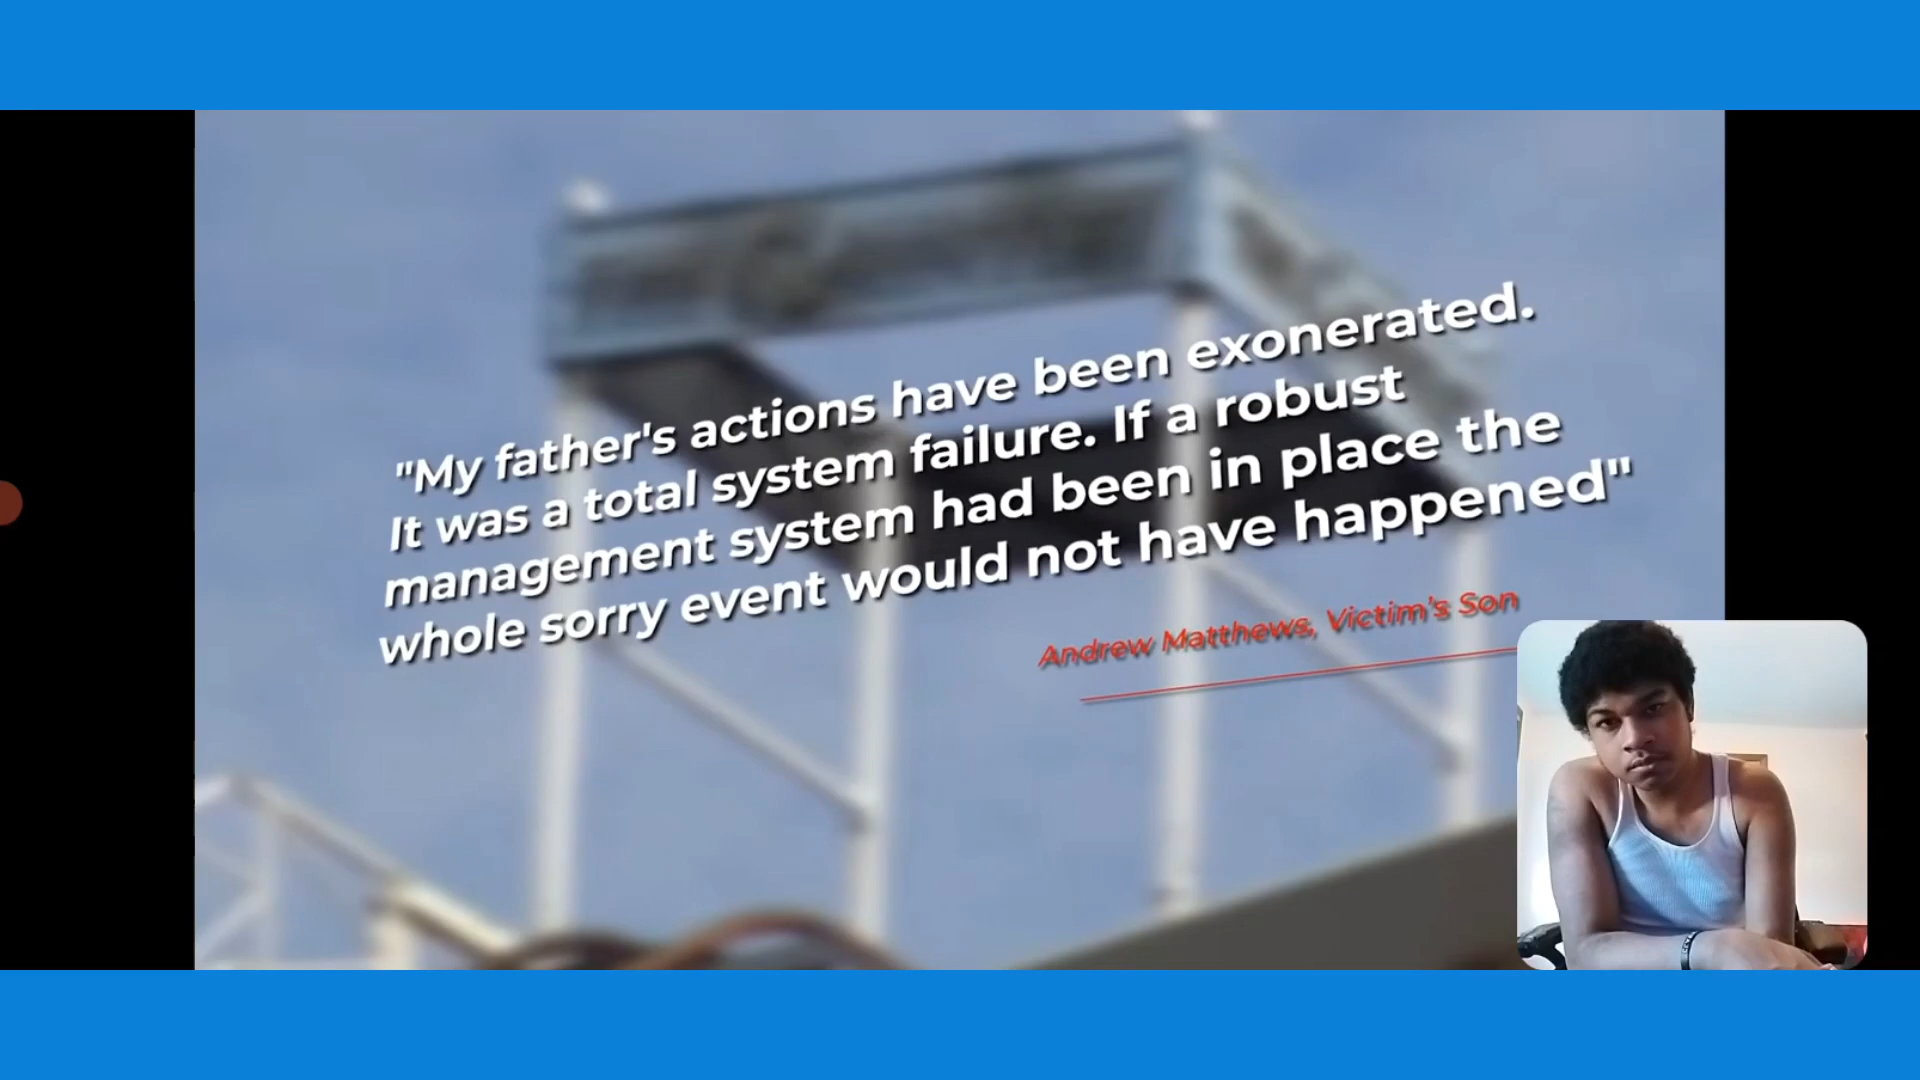 "My father's actions have been exonerated.
It was a total system failure. If a robust
management system had been in place the
whole sorry event would not have happened"
Andrew Matthews, Victim's Son